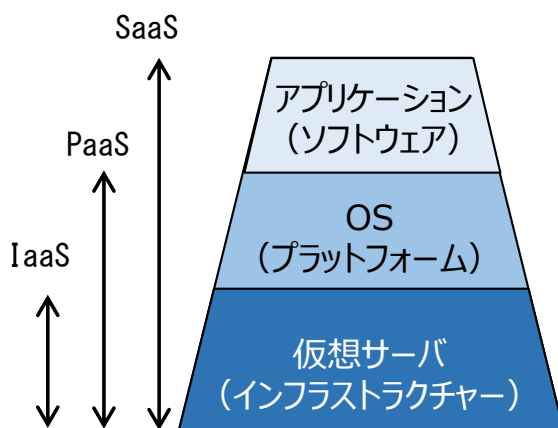 SaaS
PaaS
IaaS
アプリケーション
（ソフトウェア）
OS
（プラットフォーム）
仮想サーバ
（インフラストラクチャー）